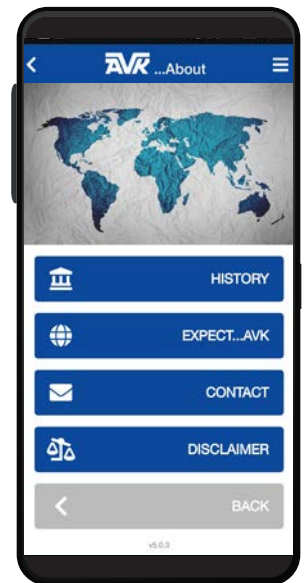 AVK ...About
HISTORY
EXPECT...AVK
CONTACT
DISCLAIMER
BACK
v5.0.3